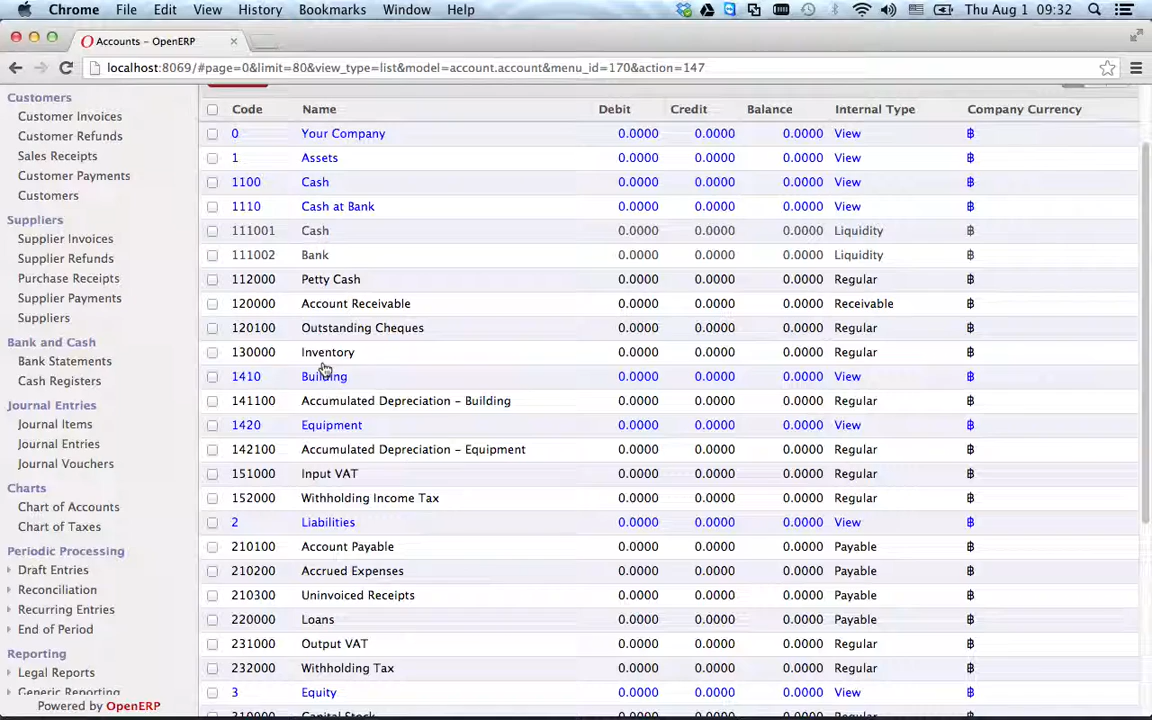 Chrome File Edit View History Bookmarks Window Help Thu Aug 1 09:32
Accounts – OpenERP
localhost:8069/#page=0&limit=80&view_type=list&model=account.account&menu_id=170&action=147
Customers
Customer Invoices
Customer Refunds
Sales Receipts
Customer Payments
Customers
Suppliers
Supplier Invoices
Supplier Refunds
Purchase Receipts
Supplier Payments
Suppliers
Bank and Cash
Bank Statements
Cash Registers
Journal Entries
Journal Items
Journal Entries
Journal Vouchers
Charts
Chart of Accounts
Chart of Taxes
Periodic Processing
Draft Entries
Reconciliation
Recurring Entries
End of Period
Reporting
Legal Reports
Generic Reporting
Powered by OpenERP
Code Name Debit Credit Balance Internal Type Company Currency
0 Your Company 0.0000 0.0000 0.0000 View ฿
1 Assets 0.0000 0.0000 0.0000 View ฿
1100 Cash 0.0000 0.0000 0.0000 View ฿
1110 Cash at Bank 0.0000 0.0000 0.0000 View ฿
111001 Cash 0.0000 0.0000 0.0000 Liquidity ฿
111002 Bank 0.0000 0.0000 0.0000 Liquidity ฿
112000 Petty Cash 0.0000 0.0000 0.0000 Regular ฿
120000 Account Receivable 0.0000 0.0000 0.0000 Receivable ฿
120100 Outstanding Cheques 0.0000 0.0000 0.0000 Regular ฿
130000 Inventory 0.0000 0.0000 0.0000 Regular ฿
1410 Building 0.0000 0.0000 0.0000 View ฿
141100 Accumulated Depreciation – Building 0.0000 0.0000 0.0000 Regular ฿
1420 Equipment 0.0000 0.0000 0.0000 View ฿
142100 Accumulated Depreciation – Equipment 0.0000 0.0000 0.0000 Regular ฿
151000 Input VAT 0.0000 0.0000 0.0000 Regular ฿
152000 Withholding Income Tax 0.0000 0.0000 0.0000 Regular ฿
2 Liabilities 0.0000 0.0000 0.0000 View ฿
210100 Account Payable 0.0000 0.0000 0.0000 Payable ฿
210200 Accrued Expenses 0.0000 0.0000 0.0000 Payable ฿
210300 Uninvoiced Receipts 0.0000 0.0000 0.0000 Payable ฿
220000 Loans 0.0000 0.0000 0.0000 Payable ฿
231000 Output VAT 0.0000 0.0000 0.0000 Regular ฿
232000 Withholding Tax 0.0000 0.0000 0.0000 Regular ฿
3 Equity 0.0000 0.0000 0.0000 View ฿
310000 Capital Stock